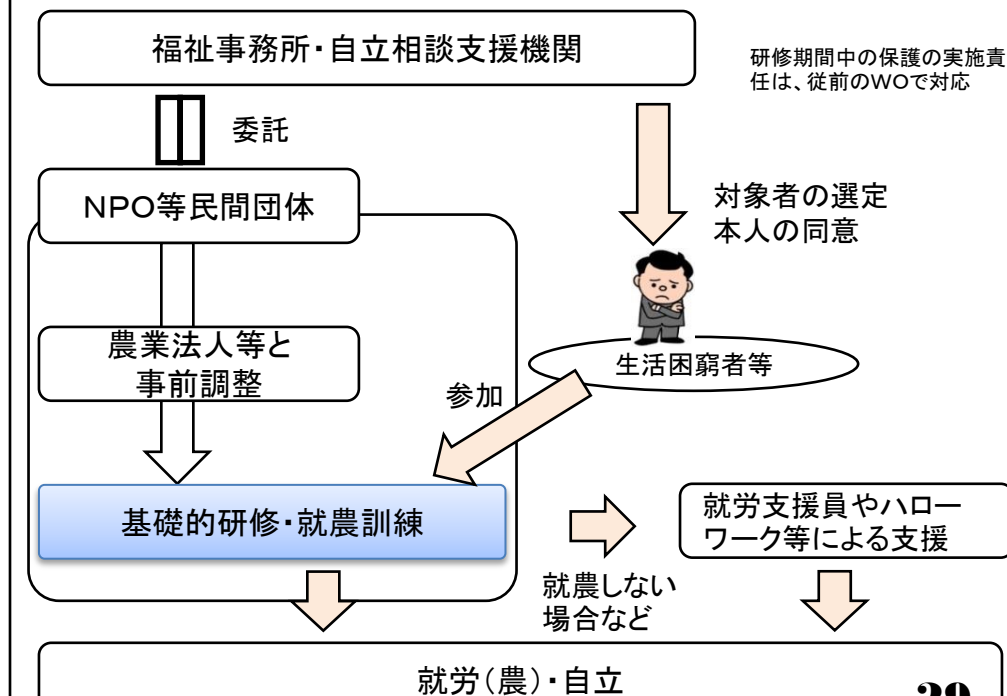 福祉事務所・自立相談支援機関
研修期間中の保護の実施責
任は、従前のWOで対応
委託
NPO等民間団体
対象者の選定
本人の同意
農業法人等と
事前調整
生活困窮者等
参加
基礎的研修・就農訓練
就労支援員やハロー
ワーク等による支援
就農しない
場合など
就労(農)・自立